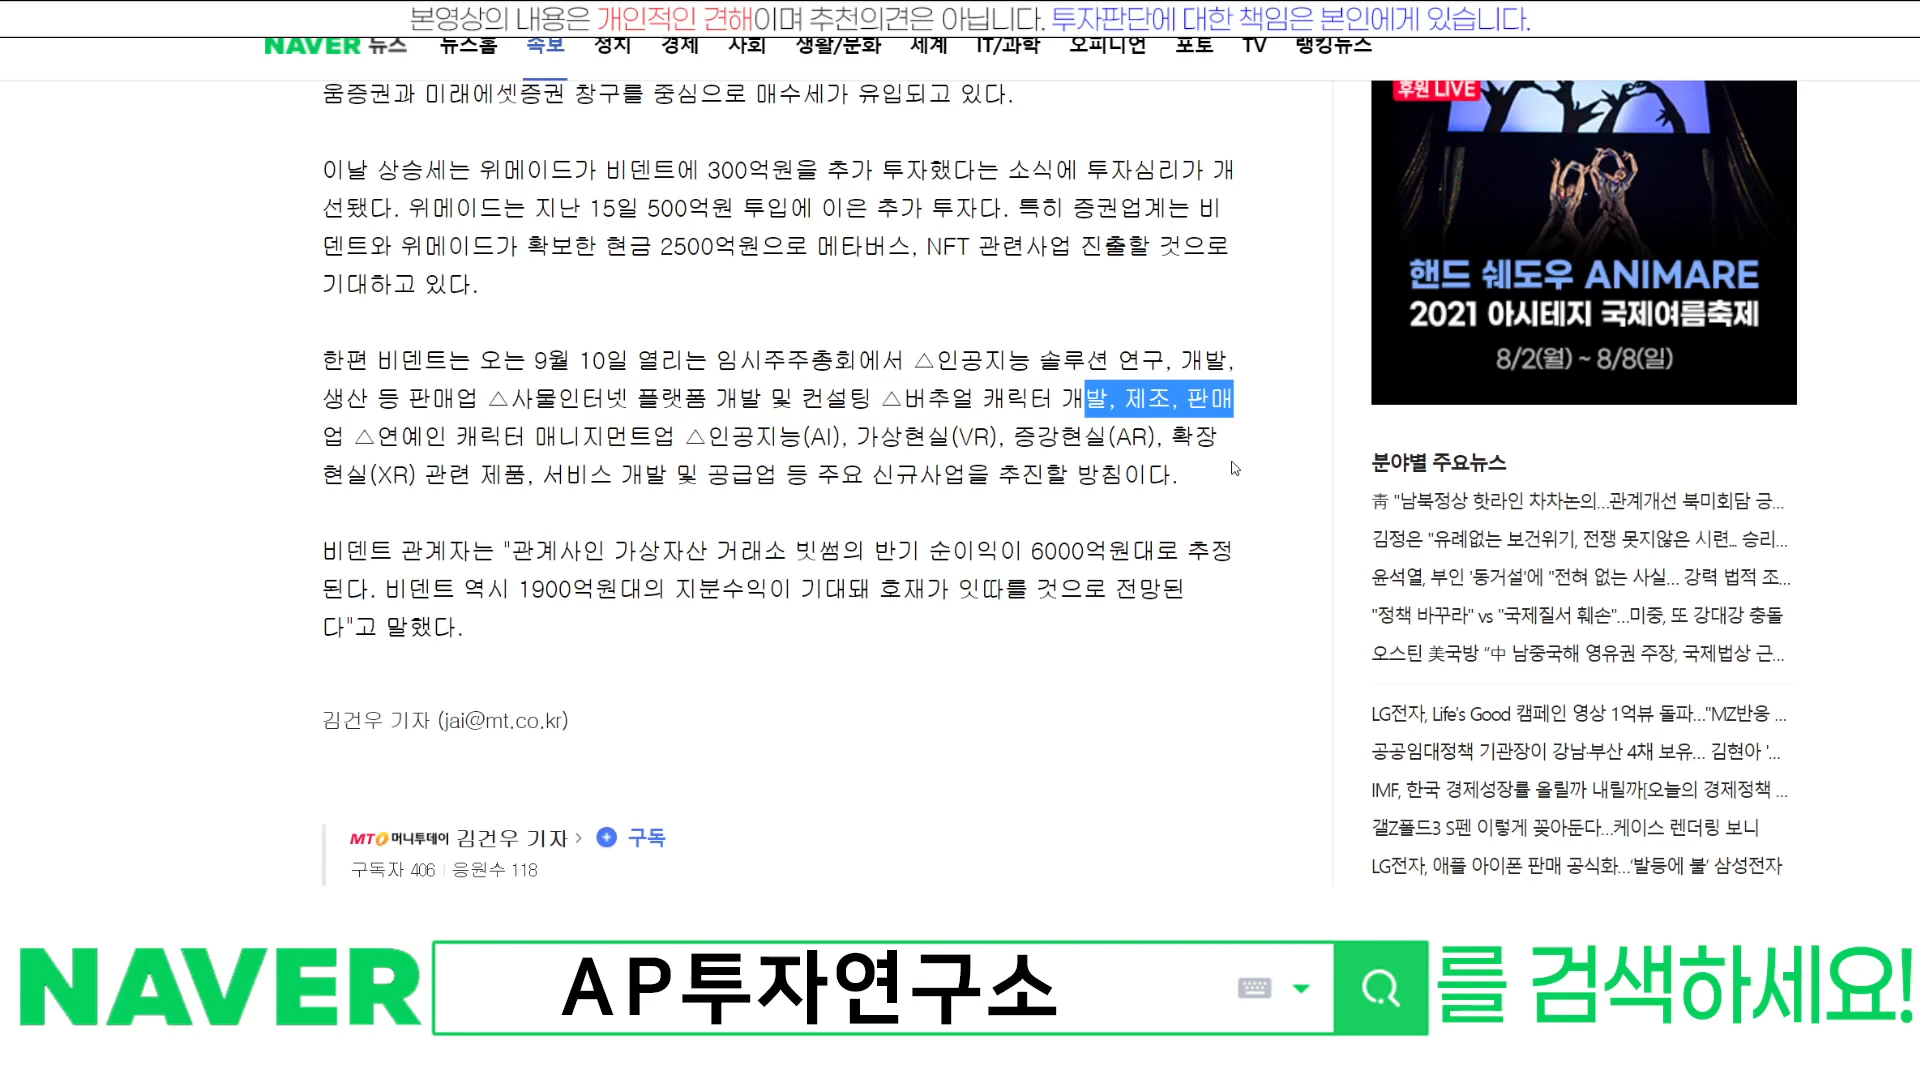 본영상의 내용은 개인적인 견해이며 추천의견은 아닙니다. 투자판단에 대한 책임은 본인에게 있습니다.
NAVER 뉴스 뉴스홈 속보 정치 경제 사회 생활/문화 세계 IT/과학 오피니언 포토 TV 랭킹뉴스
움증권과 미래에셋증권 창구를 중심으로 매수세가 유입되고 있다.
이날 상승세는 위메이드가 비덴트에 300억원을 추가 투자했다는 소식에 투자심리가 개
선됐다. 위메이드는 지난 15일 500억원 투입에 이은 추가 투자다. 특히 증권업계는 비
덴트와 위메이드가 확보한 현금 2500억원으로 메타버스, NFT 관련사업 진출할 것으로
기대하고 있다.
한편 비덴트는 오는 9월 10일 열리는 임시주주총회에서 △인공지능 솔루션 연구, 개발,
생산 등 판매업 △사물인터넷 플랫폼 개발 및 컨설팅 △버추얼 캐릭터 개발, 제조, 판매
업 △연예인 캐릭터 매니지먼트업 △인공지능(AI), 가상현실(VR), 증강현실(AR), 확장
현실(XR) 관련 제품, 서비스 개발 및 공급업 등 주요 신규사업을 추진할 방침이다.
비덴트 관계자는 "관계사인 가상자산 거래소 빗썸의 반기 순이익이 6000억원대로 추정
된다. 비덴트 역시 1900억원대의 지분수익이 기대돼 호재가 잇따를 것으로 전망된
다"고 말했다.
김건우 기자 (jai@mt.co.kr)
MTO 머니투데이 김건우 기자 > 구독
구독자 406 응원수 118
후원 LIVE
핸드 쉐도우 ANIMARE
2021 아시테지 국제여름축제
8/2(월) ~ 8/8(일)
분야별 주요뉴스
靑 "남북정상 핫라인 차차논의...관계개선 북미회담 긍...
김정은 "유례없는 보건위기, 전쟁 못지않은 시련... 승리...
윤석열, 부인 '동거설'에 "전혀 없는 사실... 강력 법적 조...
"정책 바꾸라" vs "국제질서 훼손"...미중, 또 강대강 충돌
오스틴 美국방 “中 남중국해 영유권 주장, 국제법상 근...
LG전자, Life's Good 캠페인 영상 1억뷰 돌파..."MZ반응 ...
공공임대정책 기관장이 강남·부산 4채 보유... 김현아 '...
IMF, 한국 경제성장률 올릴까 내릴까[오늘의 경제정책 ...
갤Z폴드3 S펜 이렇게 꽂아둔다...케이스 렌더링 보니
LG전자, 애플 아이폰 판매 공식화...‘발등에 불’ 삼성전자
NAVER AP투자연구소 를 검색하세요!